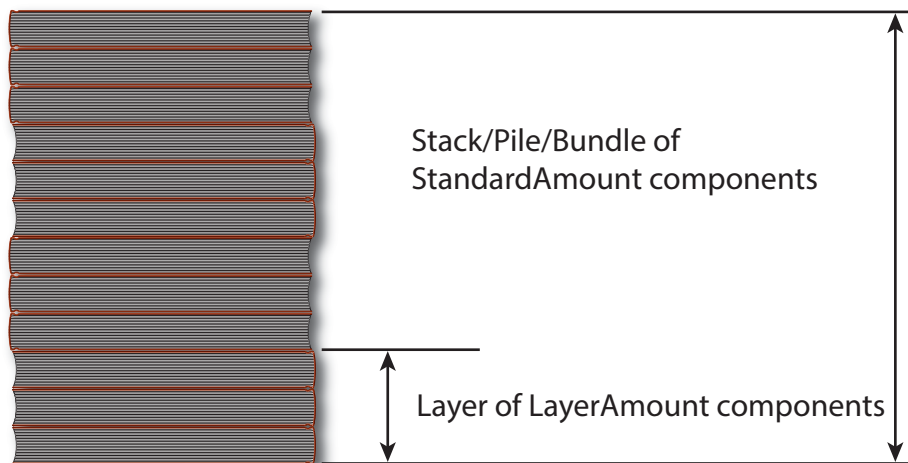 Stack/Pile/Bundle of
StandardAmount components
Layer of LayerAmount components